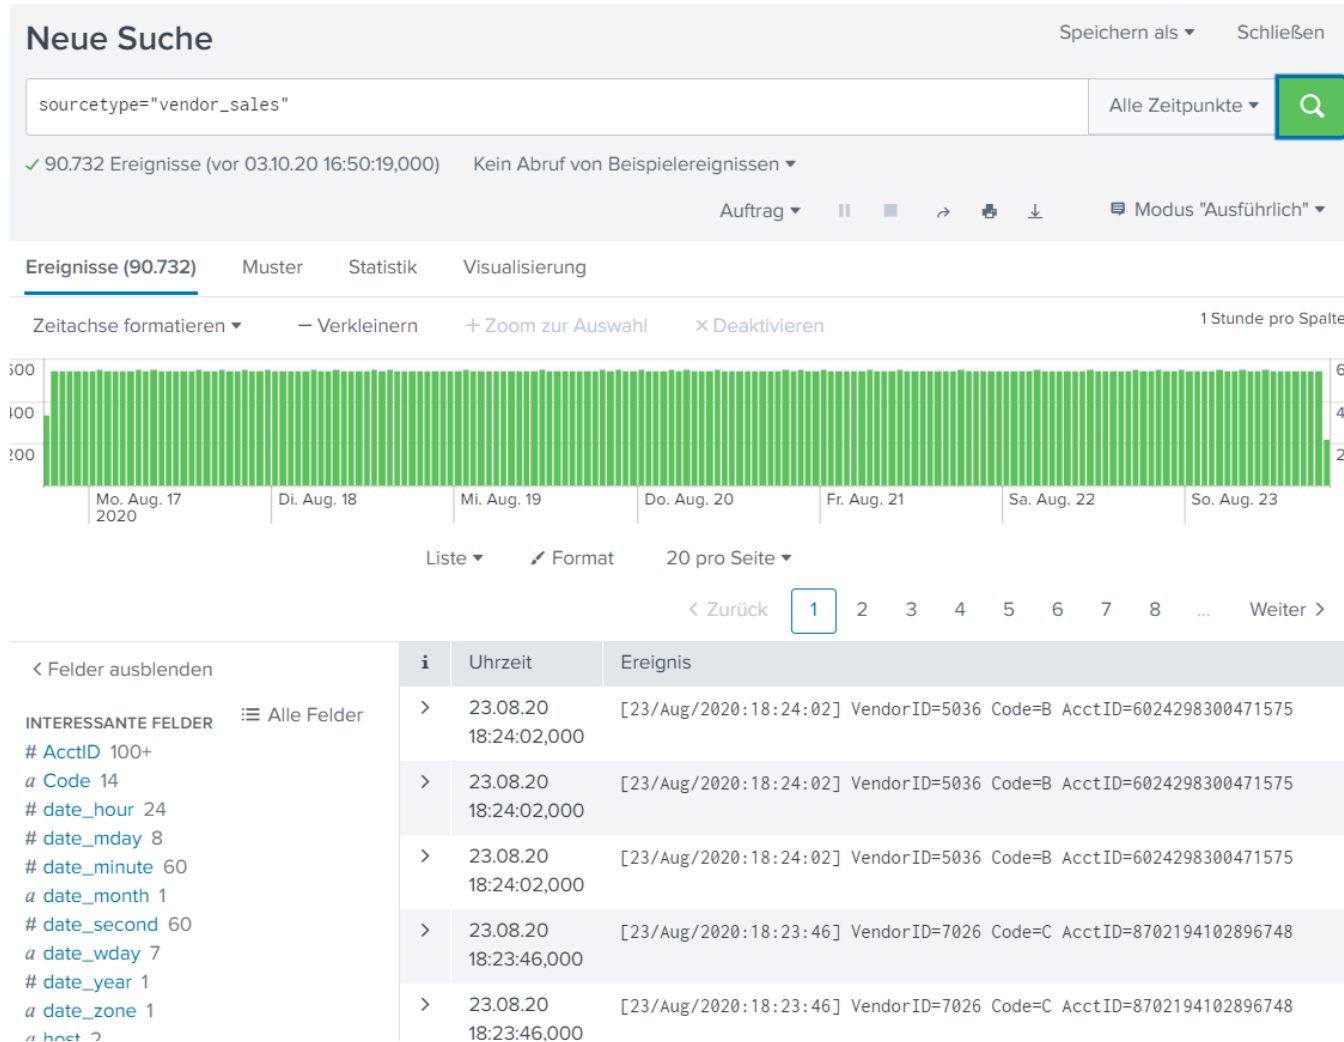 Neue Suche
Speichern als
Schließen
sourcetype="vendor_sales"
Alle Zeitpunkte
90.732 Ereignisse (vor 03.10.20 16:50:19,000)
Kein Abruf von Beispielereignissen
Auftrag
Modus "Ausführlich"
Ereignisse (90.732)
Muster
Statistik
Visualisierung
Zeitachse formatieren
— Verkleinern
+ Zoom zur Auswahl
× Deaktivieren
1 Stunde pro Spalte
Mo. Aug. 17
2020
Di. Aug. 18
Mi. Aug. 19
Do. Aug. 20
Fr. Aug. 21
Sa. Aug. 22
So. Aug. 23
Liste
Format
20 pro Seite
< Zurück 1 2 3 4 5 6 7 8 ... Weiter >
< Felder ausblenden
Alle Felder
INTERESSANTE FELDER
# AcctID 100+
a Code 14
# date_hour 24
# date_mday 8
# date_minute 60
a date_month 1
# date_second 60
a date_wday 7
# date_year 1
a date_zone 1
a host 2
i Uhrzeit Ereignis
> 23.08.20
18:24:02,000
[23/Aug/2020:18:24:02] VendorID=5036 Code=B AcctID=6024298300471575
> 23.08.20
18:24:02,000
[23/Aug/2020:18:24:02] VendorID=5036 Code=B AcctID=6024298300471575
> 23.08.20
18:24:02,000
[23/Aug/2020:18:24:02] VendorID=5036 Code=B AcctID=6024298300471575
> 23.08.20
18:23:46,000
[23/Aug/2020:18:23:46] VendorID=7026 Code=C AcctID=8702194102896748
> 23.08.20
18:23:46,000
[23/Aug/2020:18:23:46] VendorID=7026 Code=C AcctID=8702194102896748